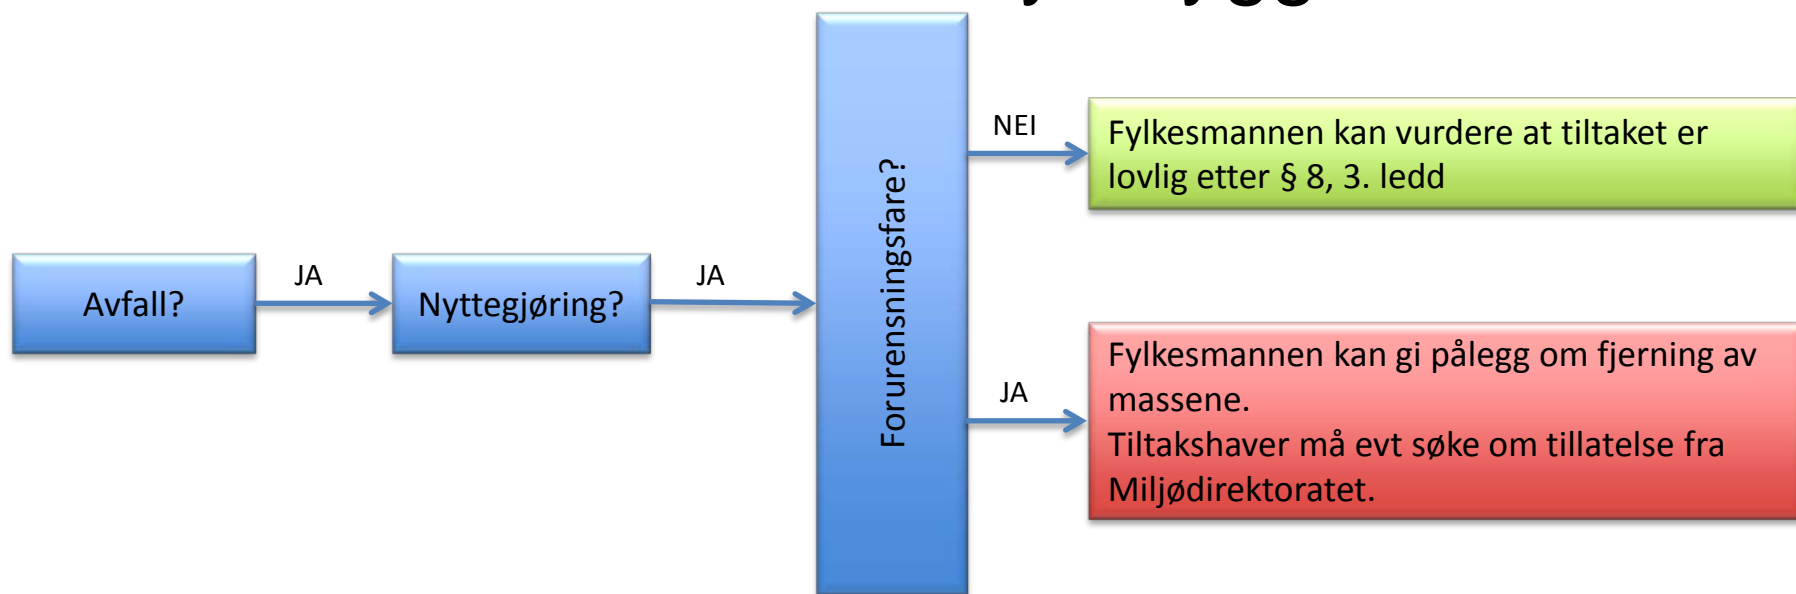 Avfall?
JA
Nyttegjøring?
JA
Forurensningsfare?
NEI
Fylkesmannen kan vurdere at tiltaket er
lovlig etter § 8, 3. ledd
JA
Fylkesmannen kan gi pålegg om fjerning av
massene.
Tiltakshaver må evt søke om tillatelse fra
Miljødirektoratet.